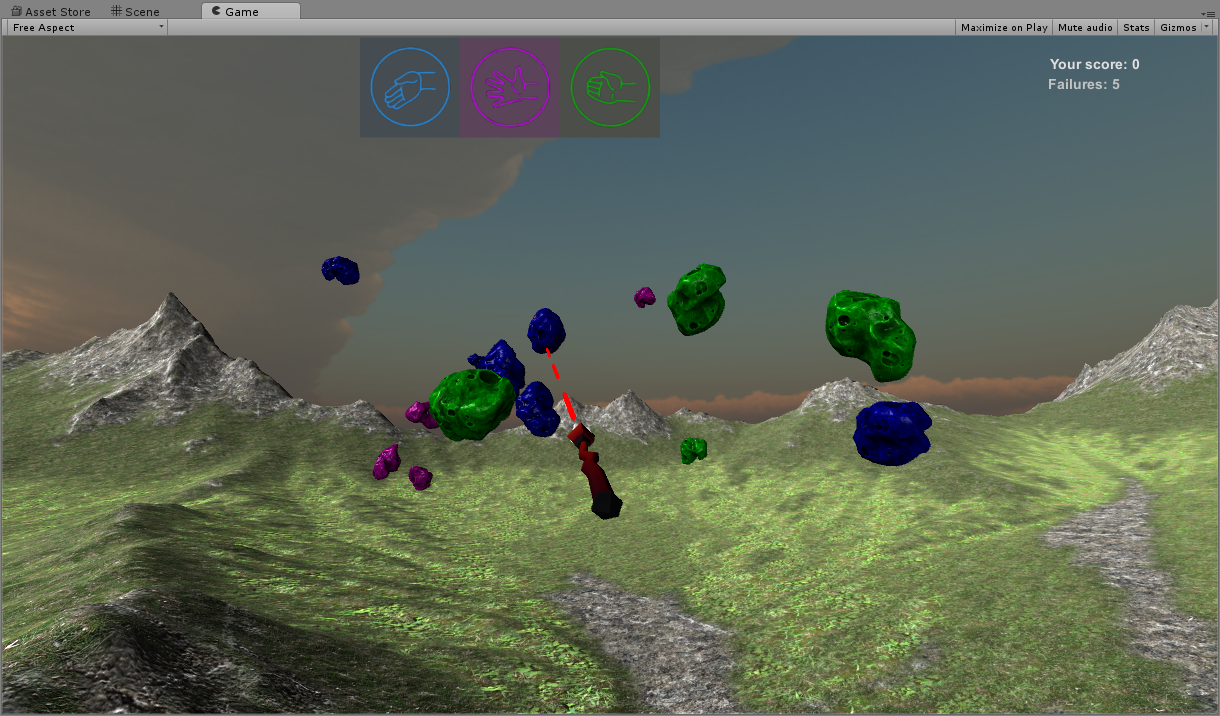 Asset Store Scene Game
Free Aspect Maximize on Play Mute audio Stats Gizmos
Your score: 0
Failures: 5